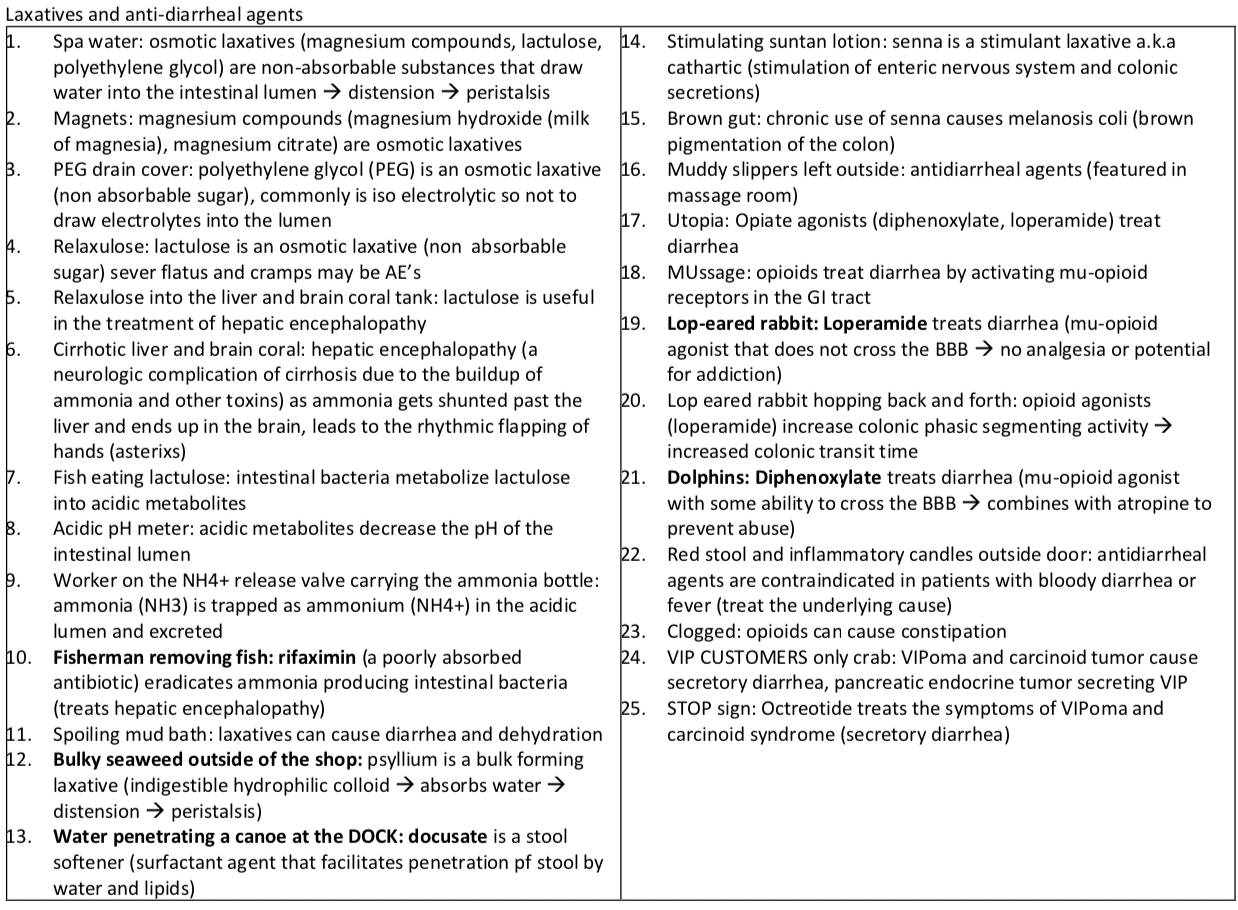 Laxatives and anti-diarrheal agents
1. Spa water: osmotic laxatives (magnesium compounds, lactulose,
polyethylene glycol) are non-absorbable substances that draw
water into the intestinal lumen → distension → peristalsis
2. Magnets: magnesium compounds (magnesium hydroxide (milk
of magnesia), magnesium citrate) are osmotic laxatives
3. PEG drain cover: polyethylene glycol (PEG) is an osmotic laxative
(non absorbable sugar), commonly is iso electrolytic so not to
draw electrolytes into the lumen
4. Relaxulose: lactulose is an osmotic laxative (non absorbable
sugar) sever flatus and cramps may be AE’s
5. Relaxulose into the liver and brain coral tank: lactulose is useful
in the treatment of hepatic encephalopathy
6. Cirrhotic liver and brain coral: hepatic encephalopathy (a
neurologic complication of cirrhosis due to the buildup of
ammonia and other toxins) as ammonia gets shunted past the
liver and ends up in the brain, leads to the rhythmic flapping of
hands (asterixs)
7. Fish eating lactulose: intestinal bacteria metabolize lactulose
into acidic metabolites
8. Acidic pH meter: acidic metabolites decrease the pH of the
intestinal lumen
9. Worker on the NH4+ release valve carrying the ammonia bottle:
ammonia (NH3) is trapped as ammonium (NH4+) in the acidic
lumen and excreted
10. Fisherman removing fish: rifaximin (a poorly absorbed
antibiotic) eradicates ammonia producing intestinal bacteria
(treats hepatic encephalopathy)
11. Spoiling mud bath: laxatives can cause diarrhea and dehydration
12. Bulky seaweed outside of the shop: psyllium is a bulk forming
laxative (indigestible hydrophilic colloid → absorbs water →
distension → peristalsis)
13. Water penetrating a canoe at the DOCK: docusate is a stool
softener (surfactant agent that facilitates penetration pf stool by
water and lipids)
14. Stimulating suntan lotion: senna is a stimulant laxative a.k.a
cathartic (stimulation of enteric nervous system and colonic
secretions)
15. Brown gut: chronic use of senna causes melanosis coli (brown
pigmentation of the colon)
16. Muddy slippers left outside: antidiarrheal agents (featured in
massage room)
17. Utopia: Opiate agonists (diphenoxylate, loperamide) treat
diarrhea
18. MUssage: opioids treat diarrhea by activating mu-opioid
receptors in the GI tract
19. Lop-eared rabbit: Loperamide treats diarrhea (mu-opioid
agonist that does not cross the BBB → no analgesia or potential
for addiction)
20. Lop eared rabbit hopping back and forth: opioid agonists
(loperamide) increase colonic phasic segmenting activity →
increased colonic transit time
21. Dolphins: Diphenoxylate treats diarrhea (mu-opioid agonist
with some ability to cross the BBB → combines with atropine to
prevent abuse)
22. Red stool and inflammatory candles outside door: antidiarrheal
agents are contraindicated in patients with bloody diarrhea or
fever (treat the underlying cause)
23. Clogged: opioids can cause constipation
24. VIP CUSTOMERS only crab: VIPoma and carcinoid tumor cause
secretory diarrhea, pancreatic endocrine tumor secreting VIP
25. STOP sign: Octreotide treats the symptoms of VIPoma and
carcinoid syndrome (secretory diarrhea)